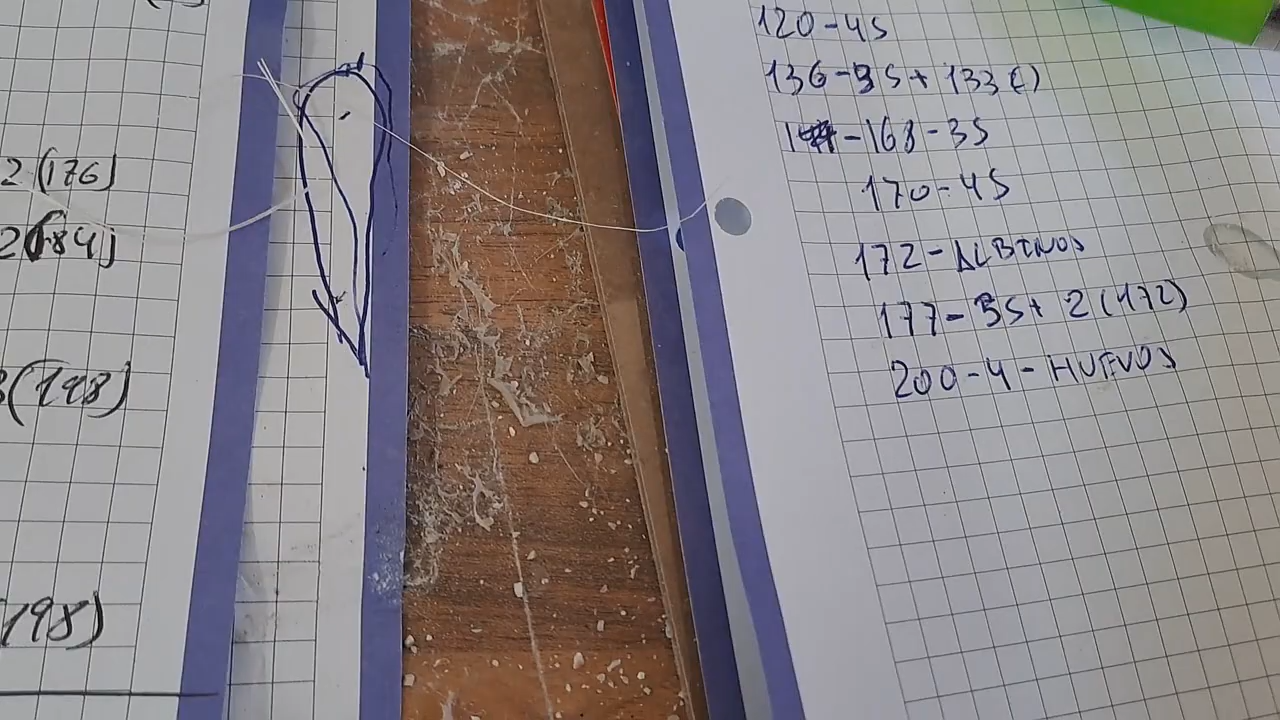 2 (176)
2(184)
(198)
(198)
120-4S
136-3S+ 133 ()
-168-3S
170-4S
172-ALBINOS
177-3S+ 2 (172)
200-4-HUEVOS